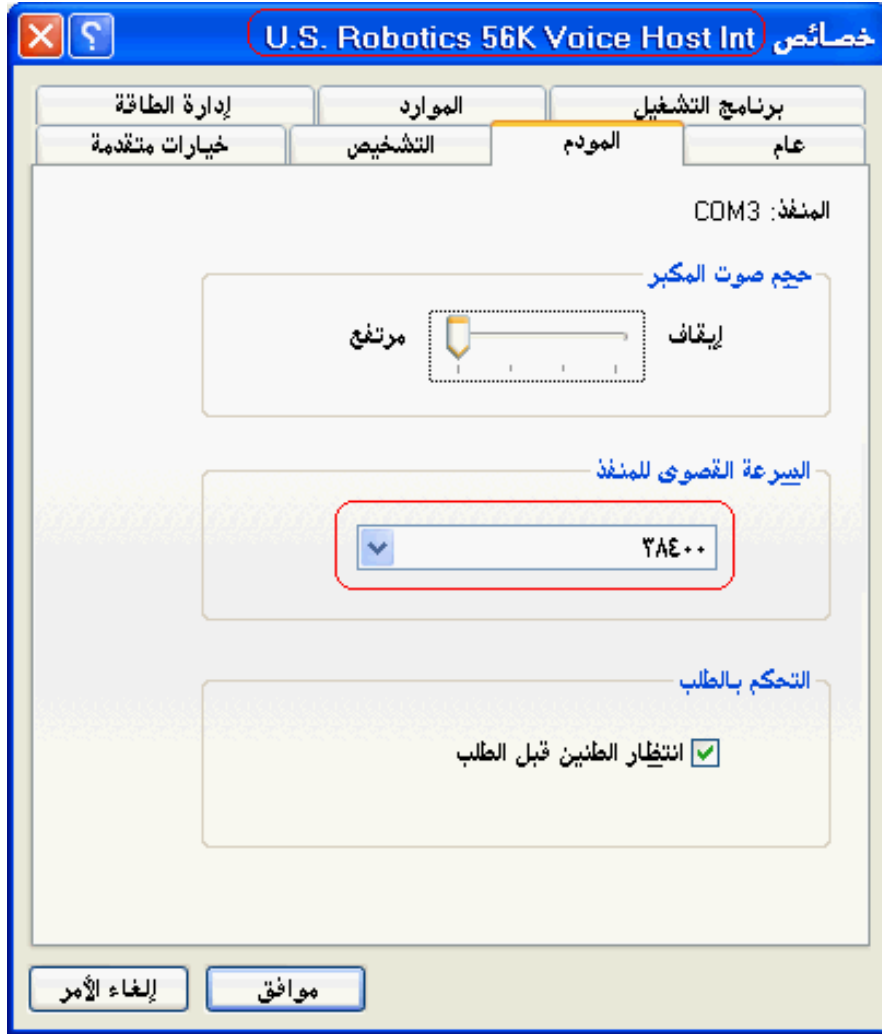 خصائص U.S. Robotics 56K Voice Host Int
برنامج التشغيل الموارد إدارة الطاقة
عام المودم التشخيص خيارات متقدمة
المنفذ: COM3
حجم صوت المكبر
إيقاف مرتفع
السرعة القصوى للمنفذ
٣٨٤٠٠
التحكم بالطلب
انتظار الطنين قبل الطلب
موافق إلغاء الأمر